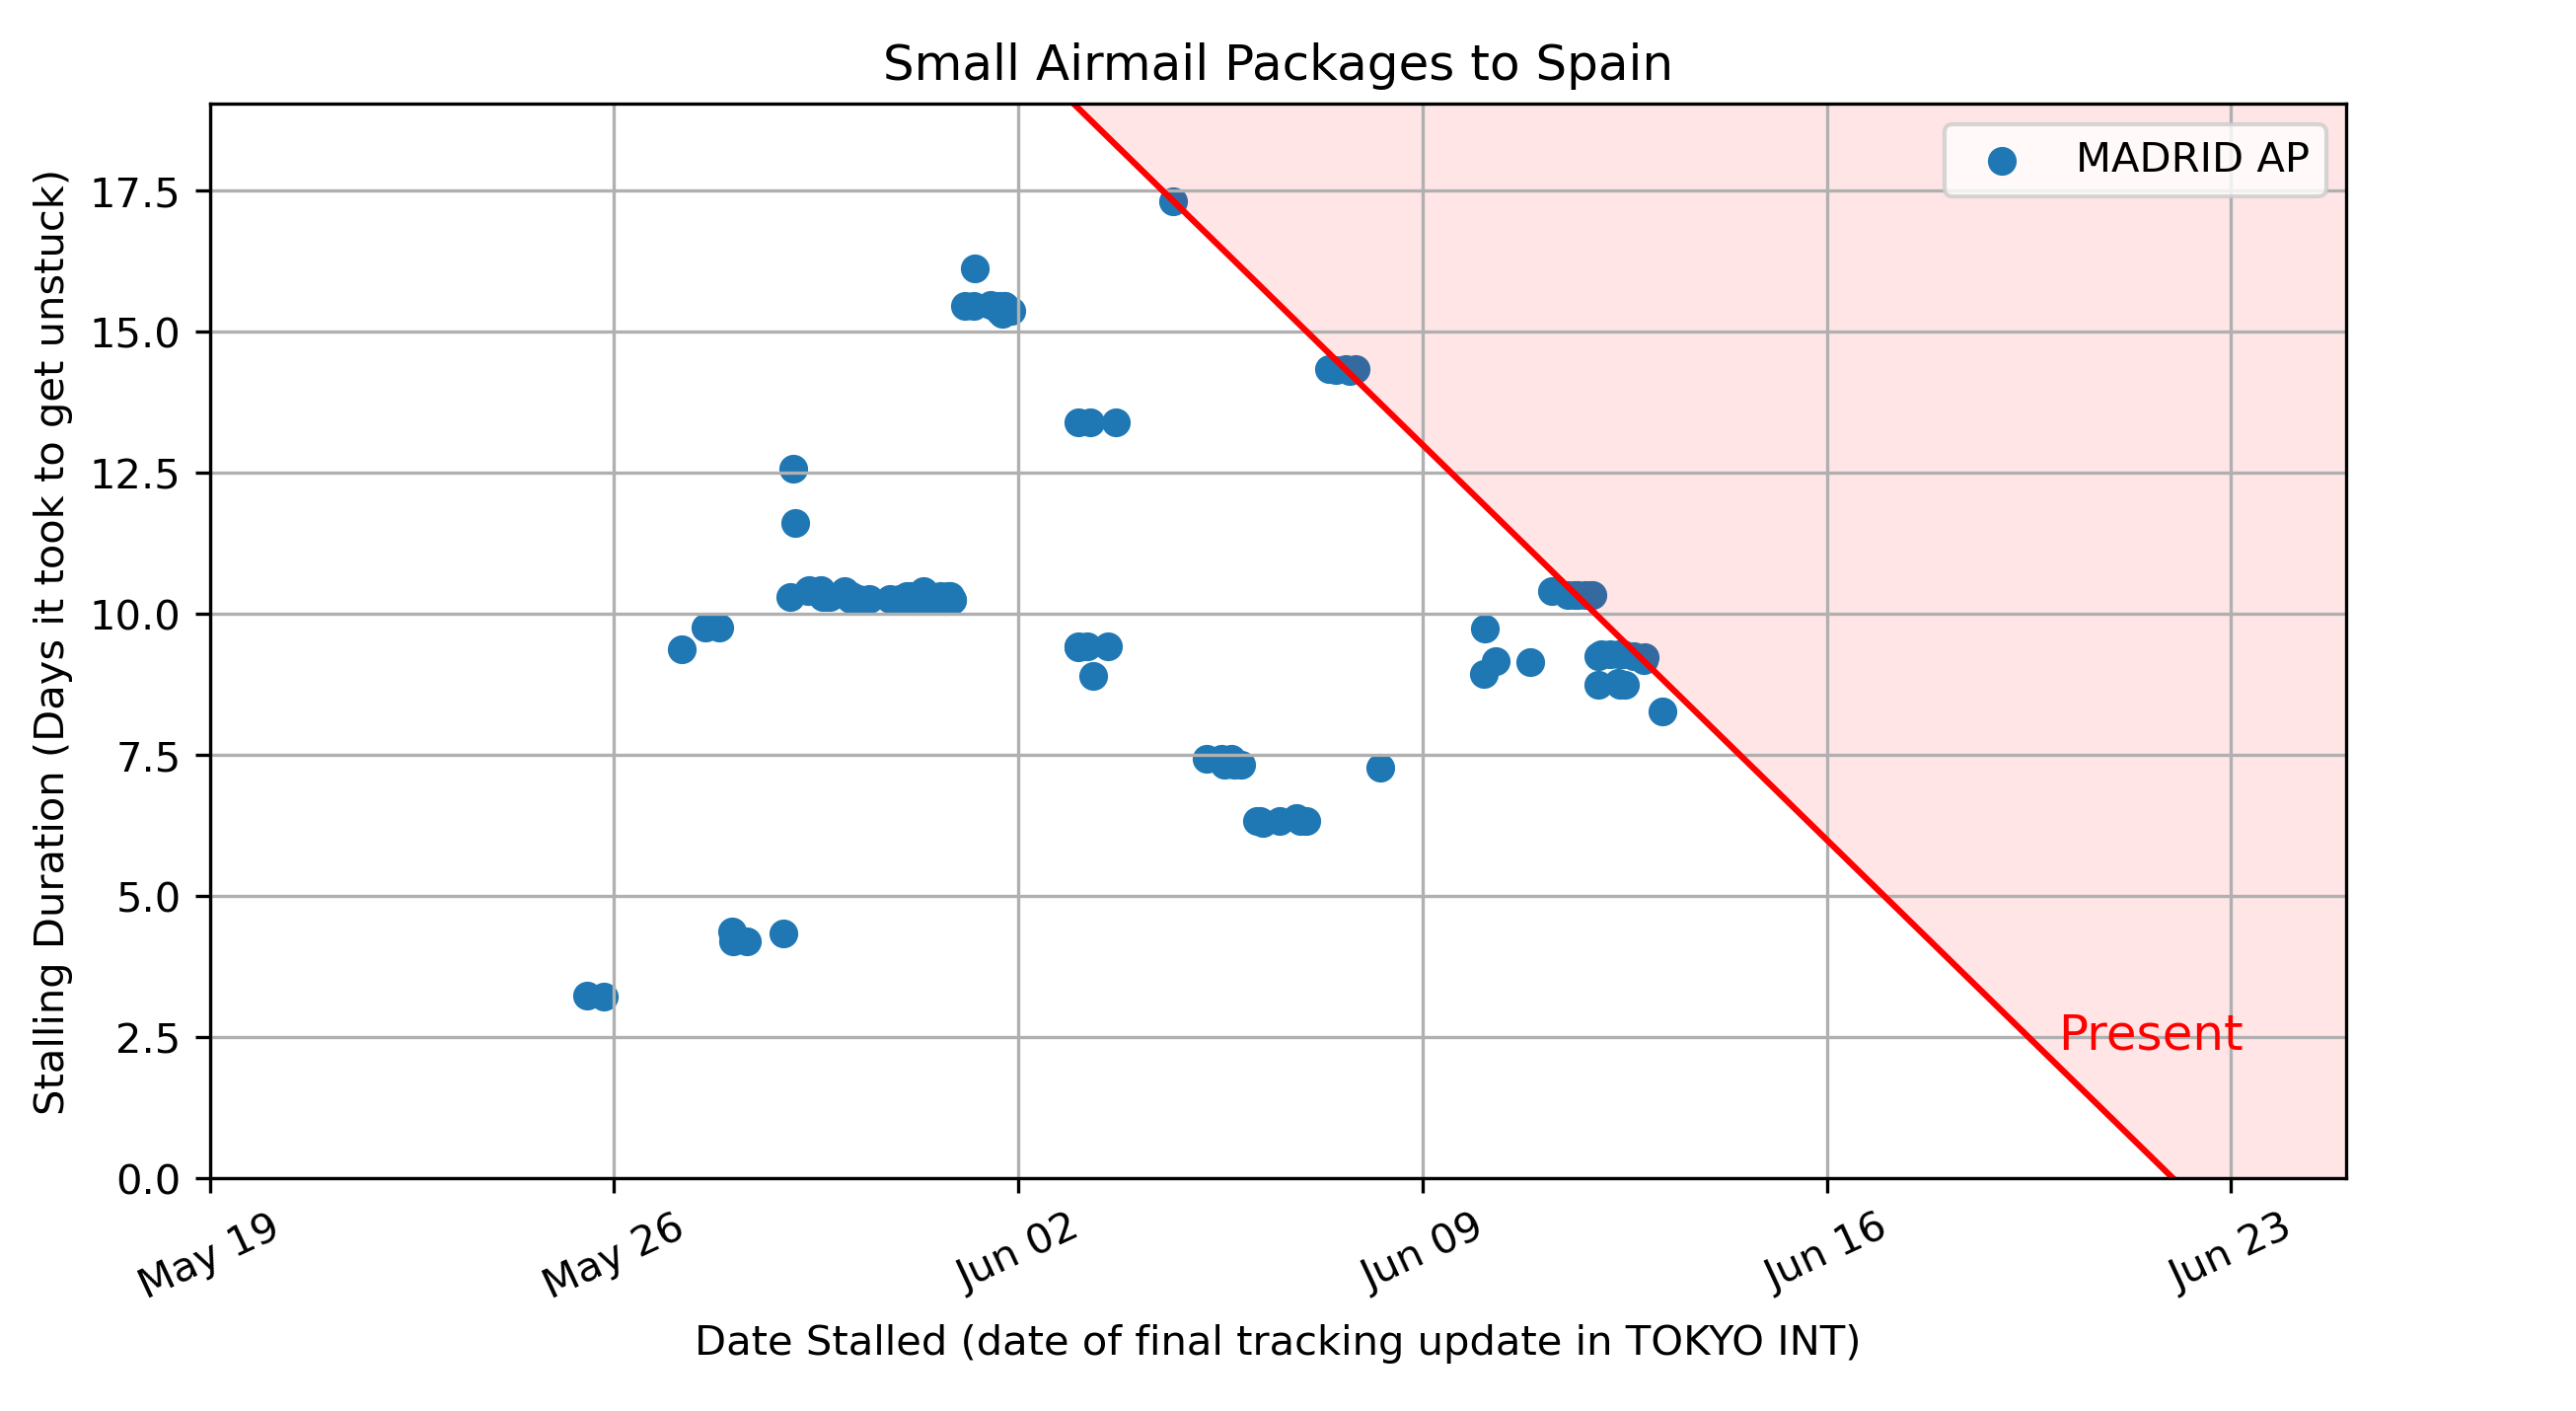 Small Airmail Packages to Spain
MADRID AP
Stalling Duration (Days it took to get unstuck)
17.5
15.0
12.5
10.0
7.5
5.0
2.5
0.0
Present
May 19
May 26
Jun 02
Jun 09
Jun 16
Jun 23
Date Stalled (date of final tracking update in TOKYO INT)